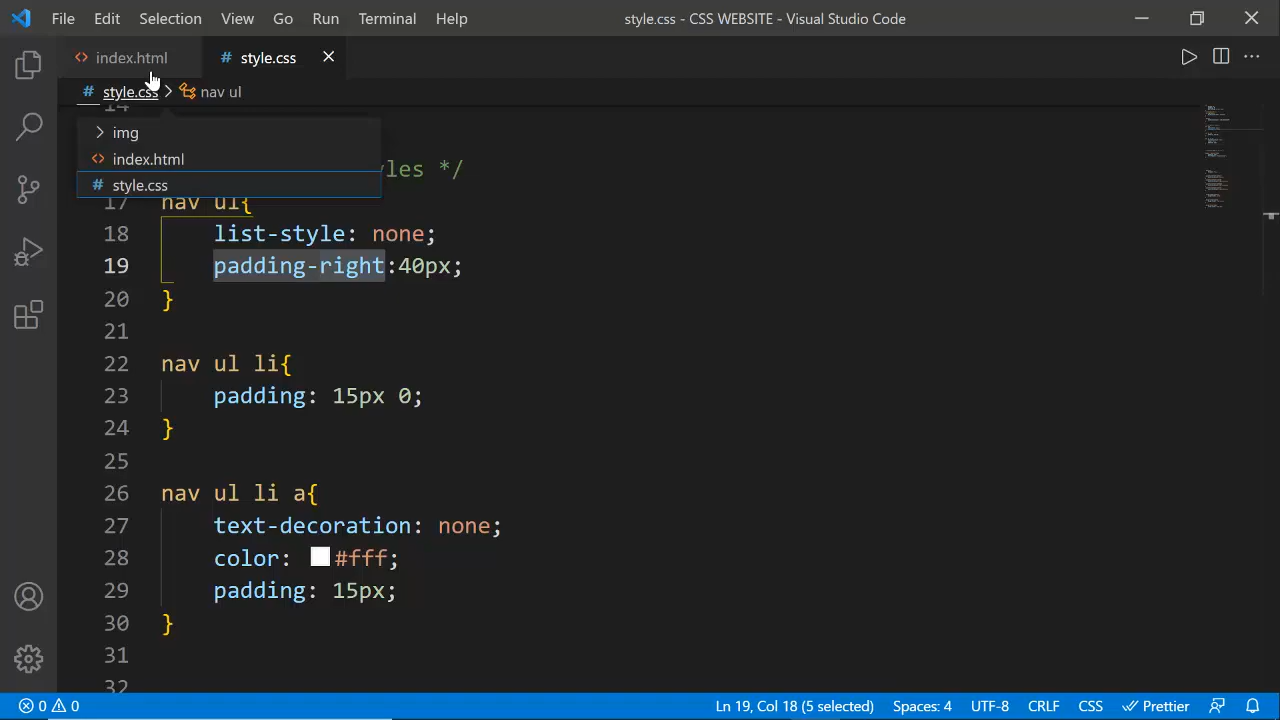 File Edit Selection View Go Run Terminal Help style.css - CSS WEBSITE - Visual Studio Code
index.html # style.css
# style.css > nav ul
14
> img
<> index.html
# style.css
les */
17 nav ul{
18 list-style: none;
19 padding-right:40px;
20 }
21
22 nav ul li{
23 padding: 15px 0;
24 }
25
26 nav ul li a{
27 text-decoration: none;
28 color: #fff;
29 padding: 15px;
30 }
31
32
0 0 Ln 19, Col 18 (5 selected) Spaces: 4 UTF-8 CRLF CSS Prettier